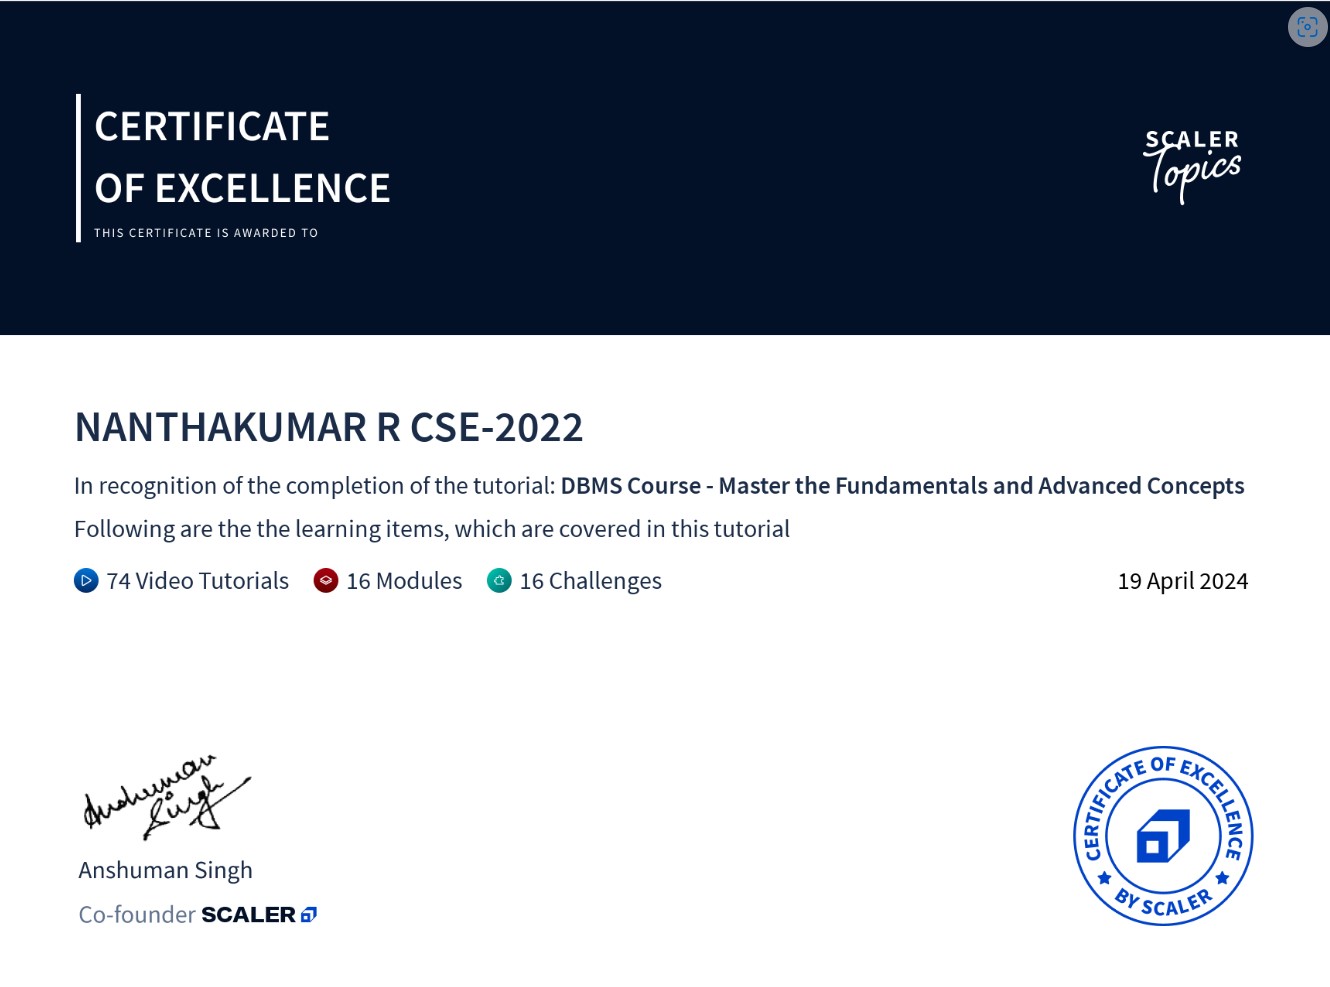 CERTIFICATE
OF EXCELLENCE
THIS CERTIFICATE IS AWARDED TO
SCALER
Topics
NANTHAKUMAR R CSE-2022
In recognition of the completion of the tutorial: DBMS Course - Master the Fundamentals and Advanced Concepts
Following are the the learning items, which are covered in this tutorial
74 Video Tutorials 16 Modules 16 Challenges 19 April 2024
Anshuman
Singh
Anshuman Singh
Co-founder SCALER
CERTIFICATE OF EXCELLENCE
BY SCALER